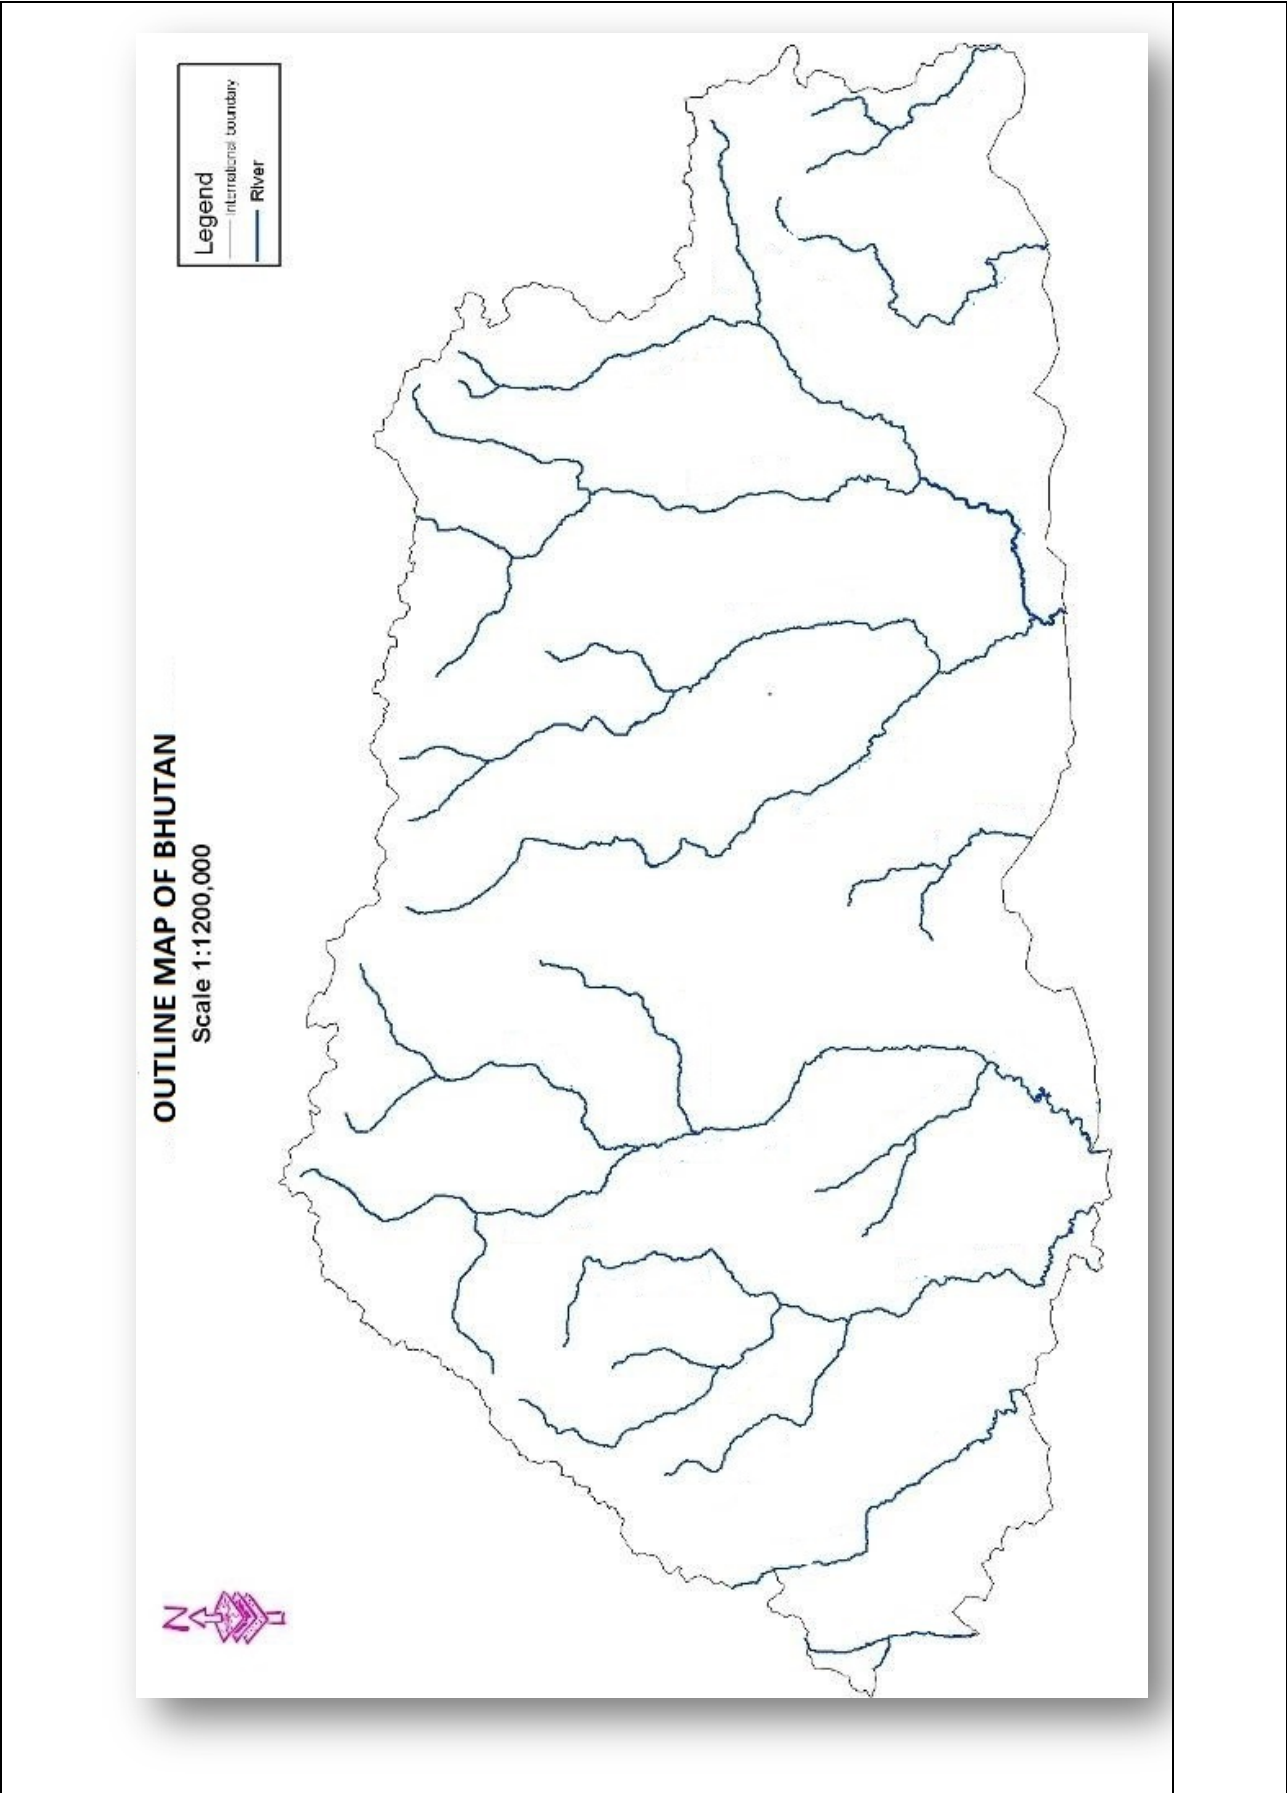 OUTLINE MAP OF BHUTAN
Scale 1:1200,000
Legend
International boundary
River
N